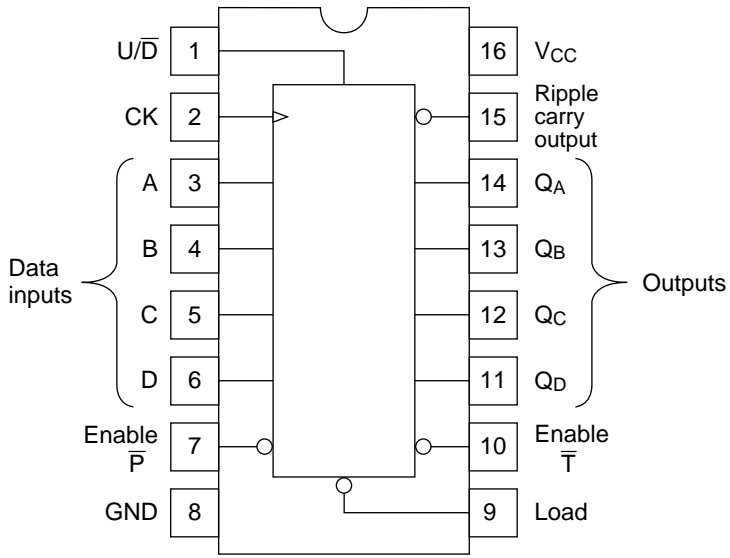 U/D̅ 1 16 VCC
CK 2 15 Ripple
carry
output
A 3 14 QA
B 4 13 QB
Data
inputs
Outputs
C 5 12 QC
D 6 11 QD
Enable
P̅ 7 10 Enable
T̅
GND 8 9 Load